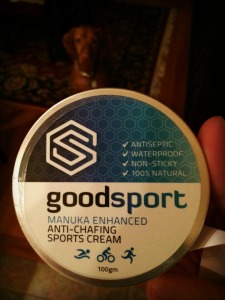 ✓ ANTISEPTIC
✓ WATERPROOF
✓ NON-STICKY
✓ 100% NATURAL
goodsport
MANUKA ENHANCED
ANTI-CHAFING
SPORTS CREAM
100gm